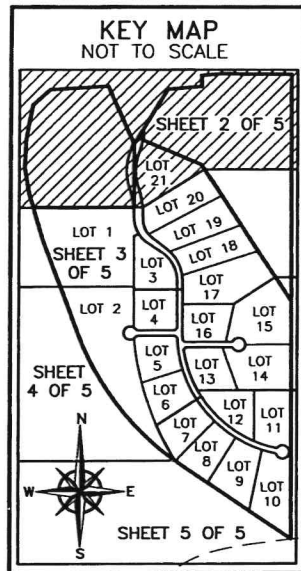 KEY MAP
NOT TO SCALE
SHEET 2 OF 5
LOT
21
LOT 20
LOT 19
LOT 18
LOT 1
SHEET 3
OF 5
LOT
3
LOT
17
LOT 2
LOT
4
LOT
16
LOT
15
SHEET
4 OF 5
LOT
5
LOT
13
LOT
14
LOT
6
LOT
7
LOT
12
LOT
11
LOT
8
LOT
9
LOT
10
N
W
E
S
SHEET 5 OF 5